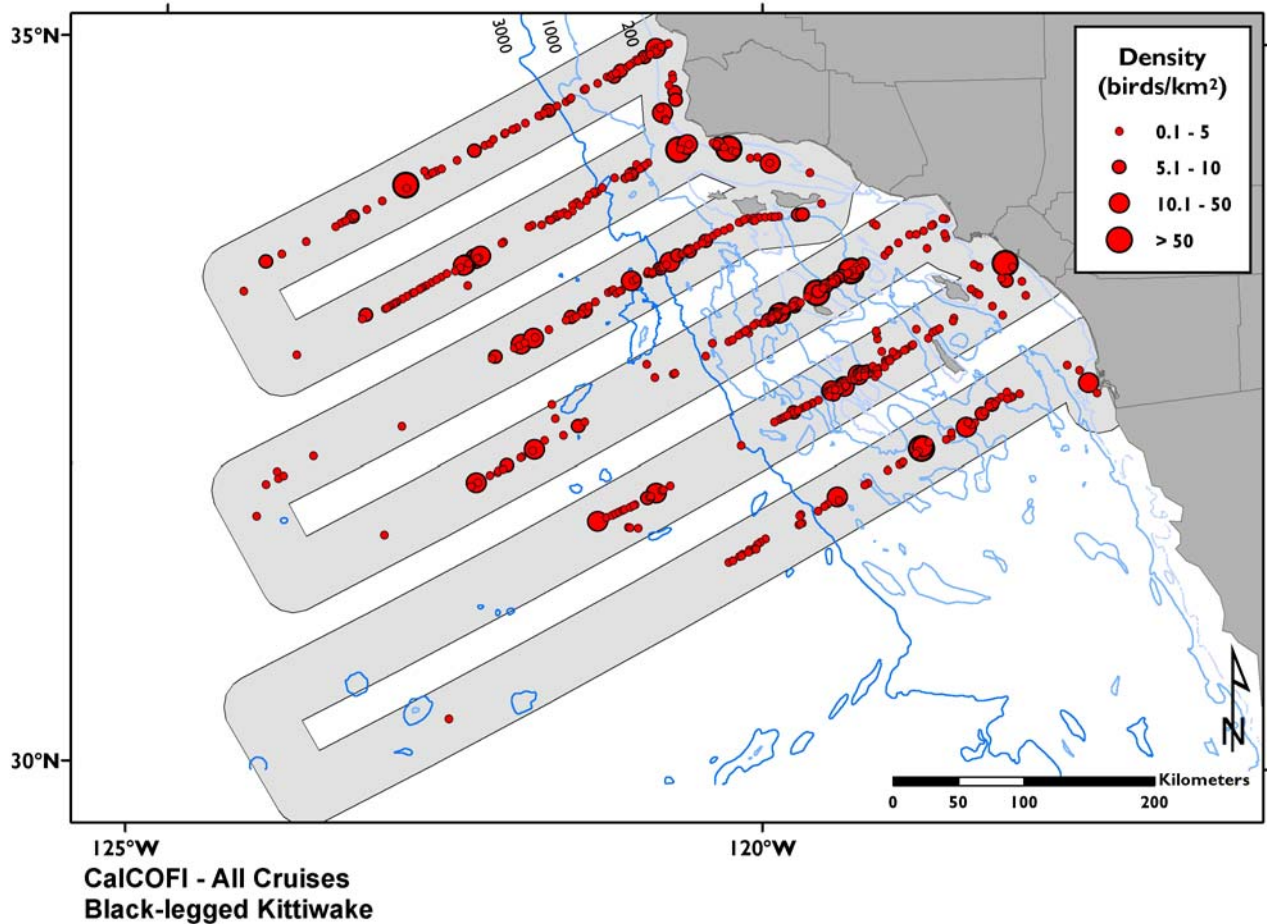 35°N
3000
1000
200
Density
(birds/km²)
0.1 - 5
5.1 - 10
10.1 - 50
> 50
30°N
N
Kilometers
0 50 100 200
125°W
120°W
CalCOFI - All Cruises
Black-legged Kittiwake